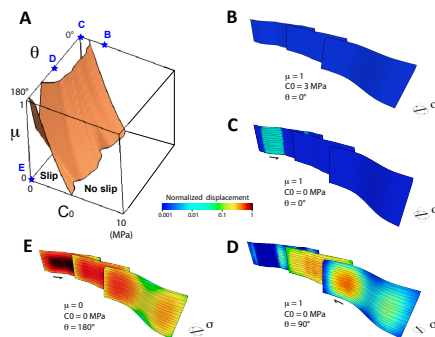 A
θ
0°
C
B
D
180°
1
μ
E
0
0
Slip
No slip
C0
10
(MPa)
Normalized displacement
0.001
0.01
0.1
1
B
μ = 1
C0 = 3 MPa
θ = 0°
σ
C
μ = 1
C0 = 0 MPa
θ = 0°
σ
E
μ = 0
C0 = 0 MPa
θ = 180°
σ
D
μ = 1
C0 = 0 MPa
θ = 90°
σ